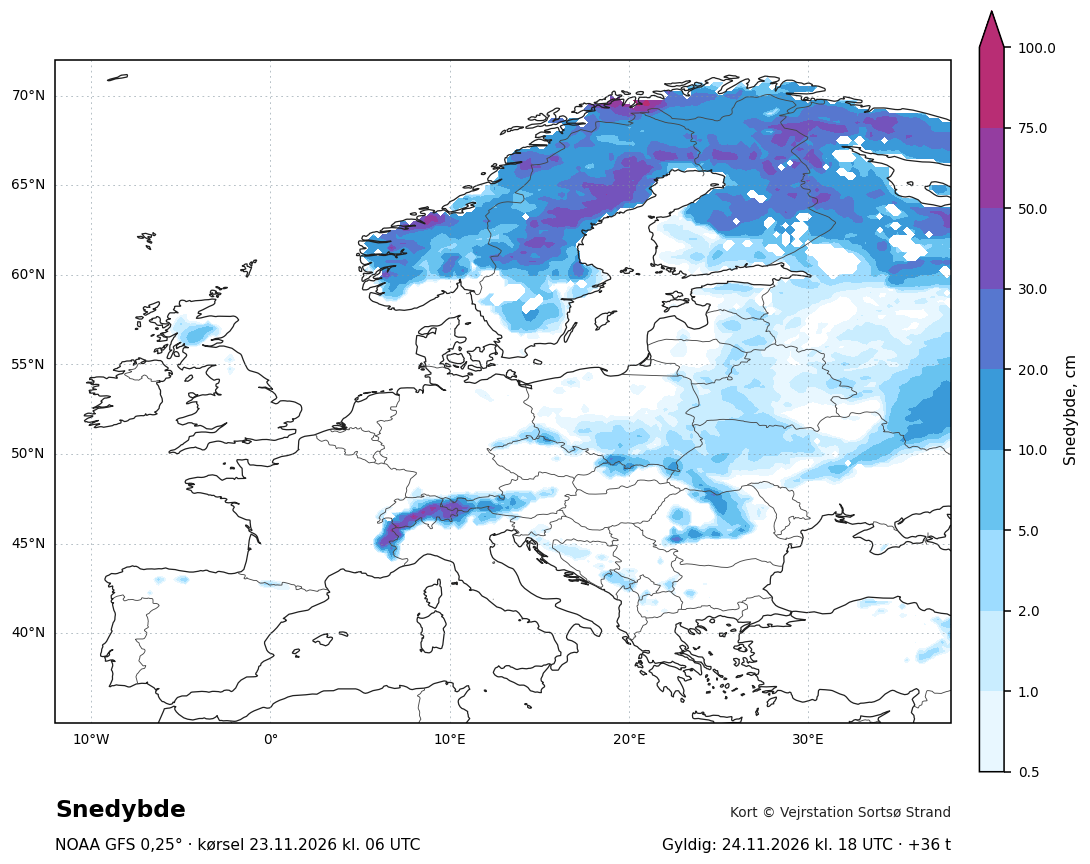 100.0
75.0
50.0
30.0
20.0
10.0
5.0
2.0
1.0
0.5
Snedybde, cm
70°N
65°N
60°N
55°N
50°N
45°N
40°N
10°W
0°
10°E
20°E
30°E
Snedybde
Kort © Vejrstation Sortsø Strand
NOAA GFS 0,25° · kørsel 23.11.2026 kl. 06 UTC
Gyldig: 24.11.2026 kl. 18 UTC · +36 t